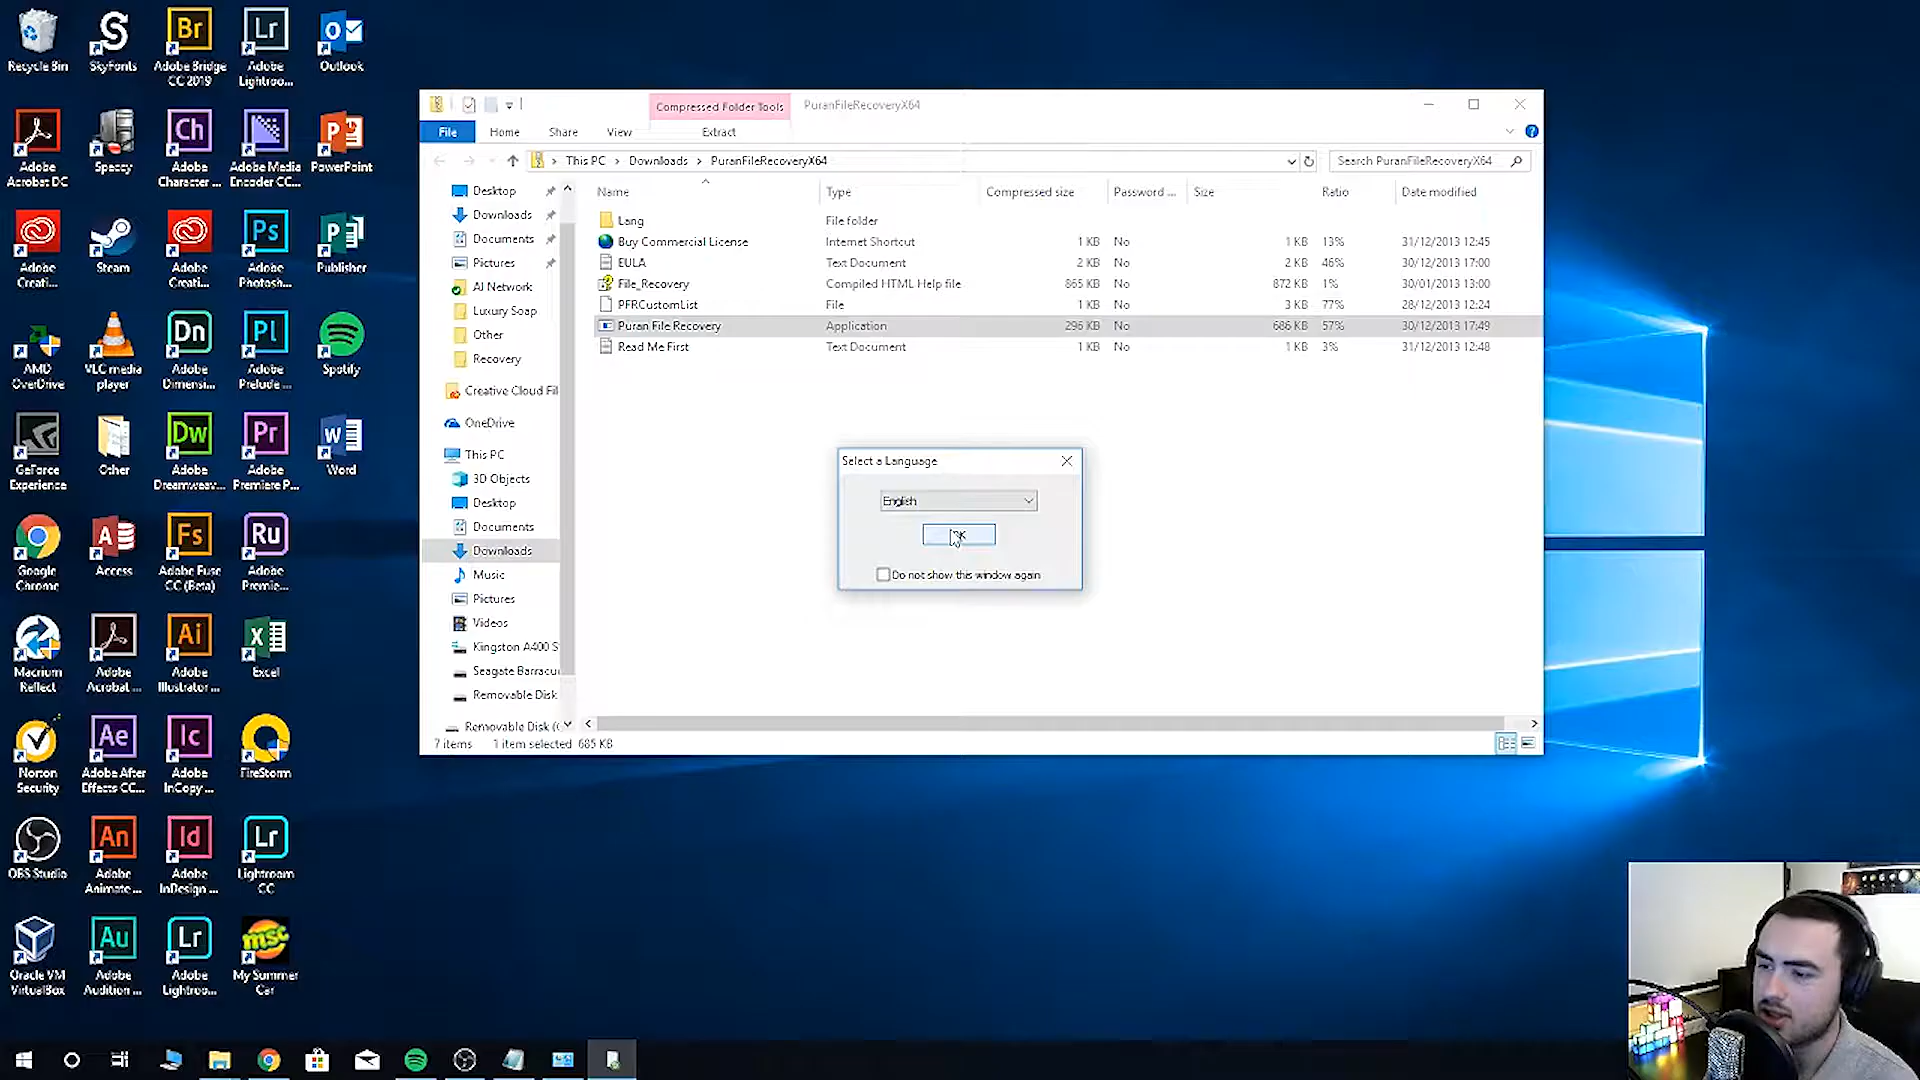 Recycle Bin
SkyFonts
Adobe Bridge CC 2019
Adobe Lightroo...
Outlook
Adobe Acrobat DC
Speccy
Adobe Character ...
Adobe Media Encoder CC...
PowerPoint
Adobe Creati...
Steam
Adobe Creati...
Adobe Photosh...
Publisher
AMD OverDrive
VLC media player
Adobe Dimensi...
Adobe Prelude ...
Spotify
GeForce Experience
Other
Adobe Dreamweav...
Adobe Premiere P...
Word
Google Chrome
Access
Adobe Fuse CC (Beta)
Adobe Premie...
Macrium Reflect
Adobe Acrobat ...
Adobe Illustrator ...
Excel
Norton Security
Adobe After Effects CC...
Adobe InCopy ...
FireStorm
OBS Studio
Adobe Animate ...
Adobe InDesign ...
Lightroom CC
Oracle VM VirtualBox
Adobe Audition ...
Adobe Lightroo...
My Summer Car
Compressed Folder Tools
PuranFileRecoveryX64
File Home Share View Extract
This PC > Downloads > PuranFileRecoveryX64
Search PuranFileRecoveryX64
Name Type Compressed size Password ... Size Ratio Date modified
Lang File folder
Buy Commercial License Internet Shortcut 1 KB No 1 KB 13% 31/12/2013 12:45
EULA Text Document 2 KB No 2 KB 46% 30/12/2013 17:00
File_Recovery Compiled HTML Help file 865 KB No 872 KB 1% 30/01/2013 13:00
PFRCustomList File 1 KB No 3 KB 77% 28/12/2013 12:24
Puran File Recovery Application 296 KB No 686 KB 57% 30/12/2013 17:49
Read Me First Text Document 1 KB No 1 KB 3% 31/12/2013 12:48
Desktop
Downloads
Documents
Pictures
AI Network
Luxury Soap
Other
Recovery
Creative Cloud Fil
OneDrive
This PC
3D Objects
Desktop
Documents
Downloads
Music
Pictures
Videos
Kingston A400 S
Seagate Barracu
Removable Disk
Removable Disk (
Select a Language
English
Do not show this window again
7 items 1 item selected 685 KB